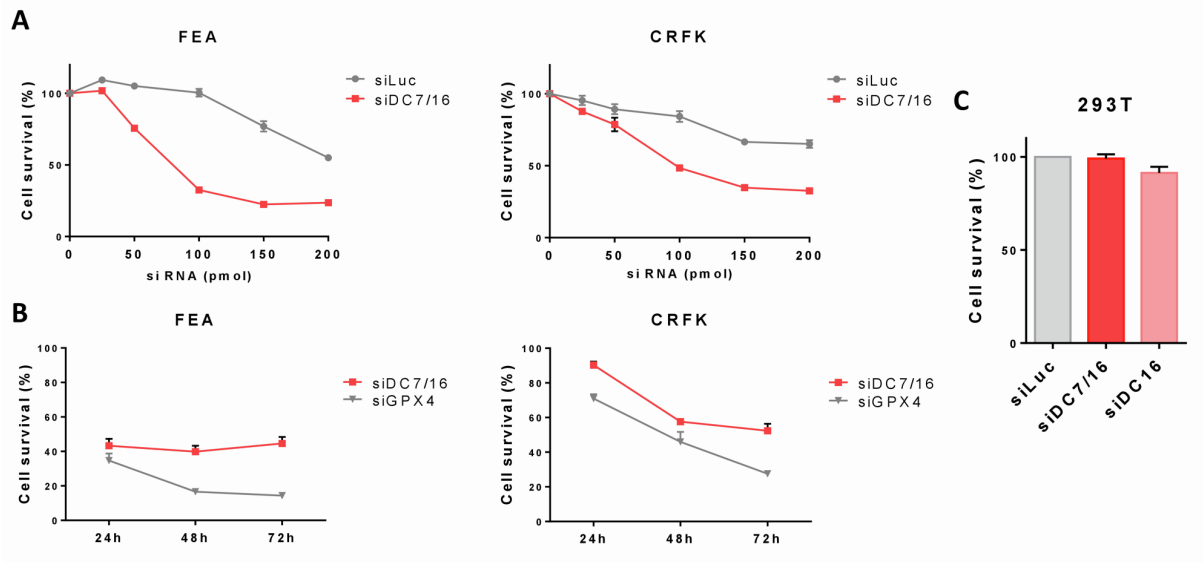 A
FEA
Cell survival (%)
100
50
0
0 50 100 150 200
siRNA (pmol)
siLuc
siDC7/16
CRFK
Cell survival (%)
100
50
0
0 50 100 150 200
siRNA (pmol)
siLuc
siDC7/16
C
293T
Cell survival (%)
100
50
0
siLuc
siDC7/16
siDC16
B
FEA
Cell survival (%)
100
80
60
40
20
0
24h 48h 72h
siDC7/16
siGPX4
CRFK
Cell survival (%)
100
80
60
40
20
0
24h 48h 72h
siDC7/16
siGPX4